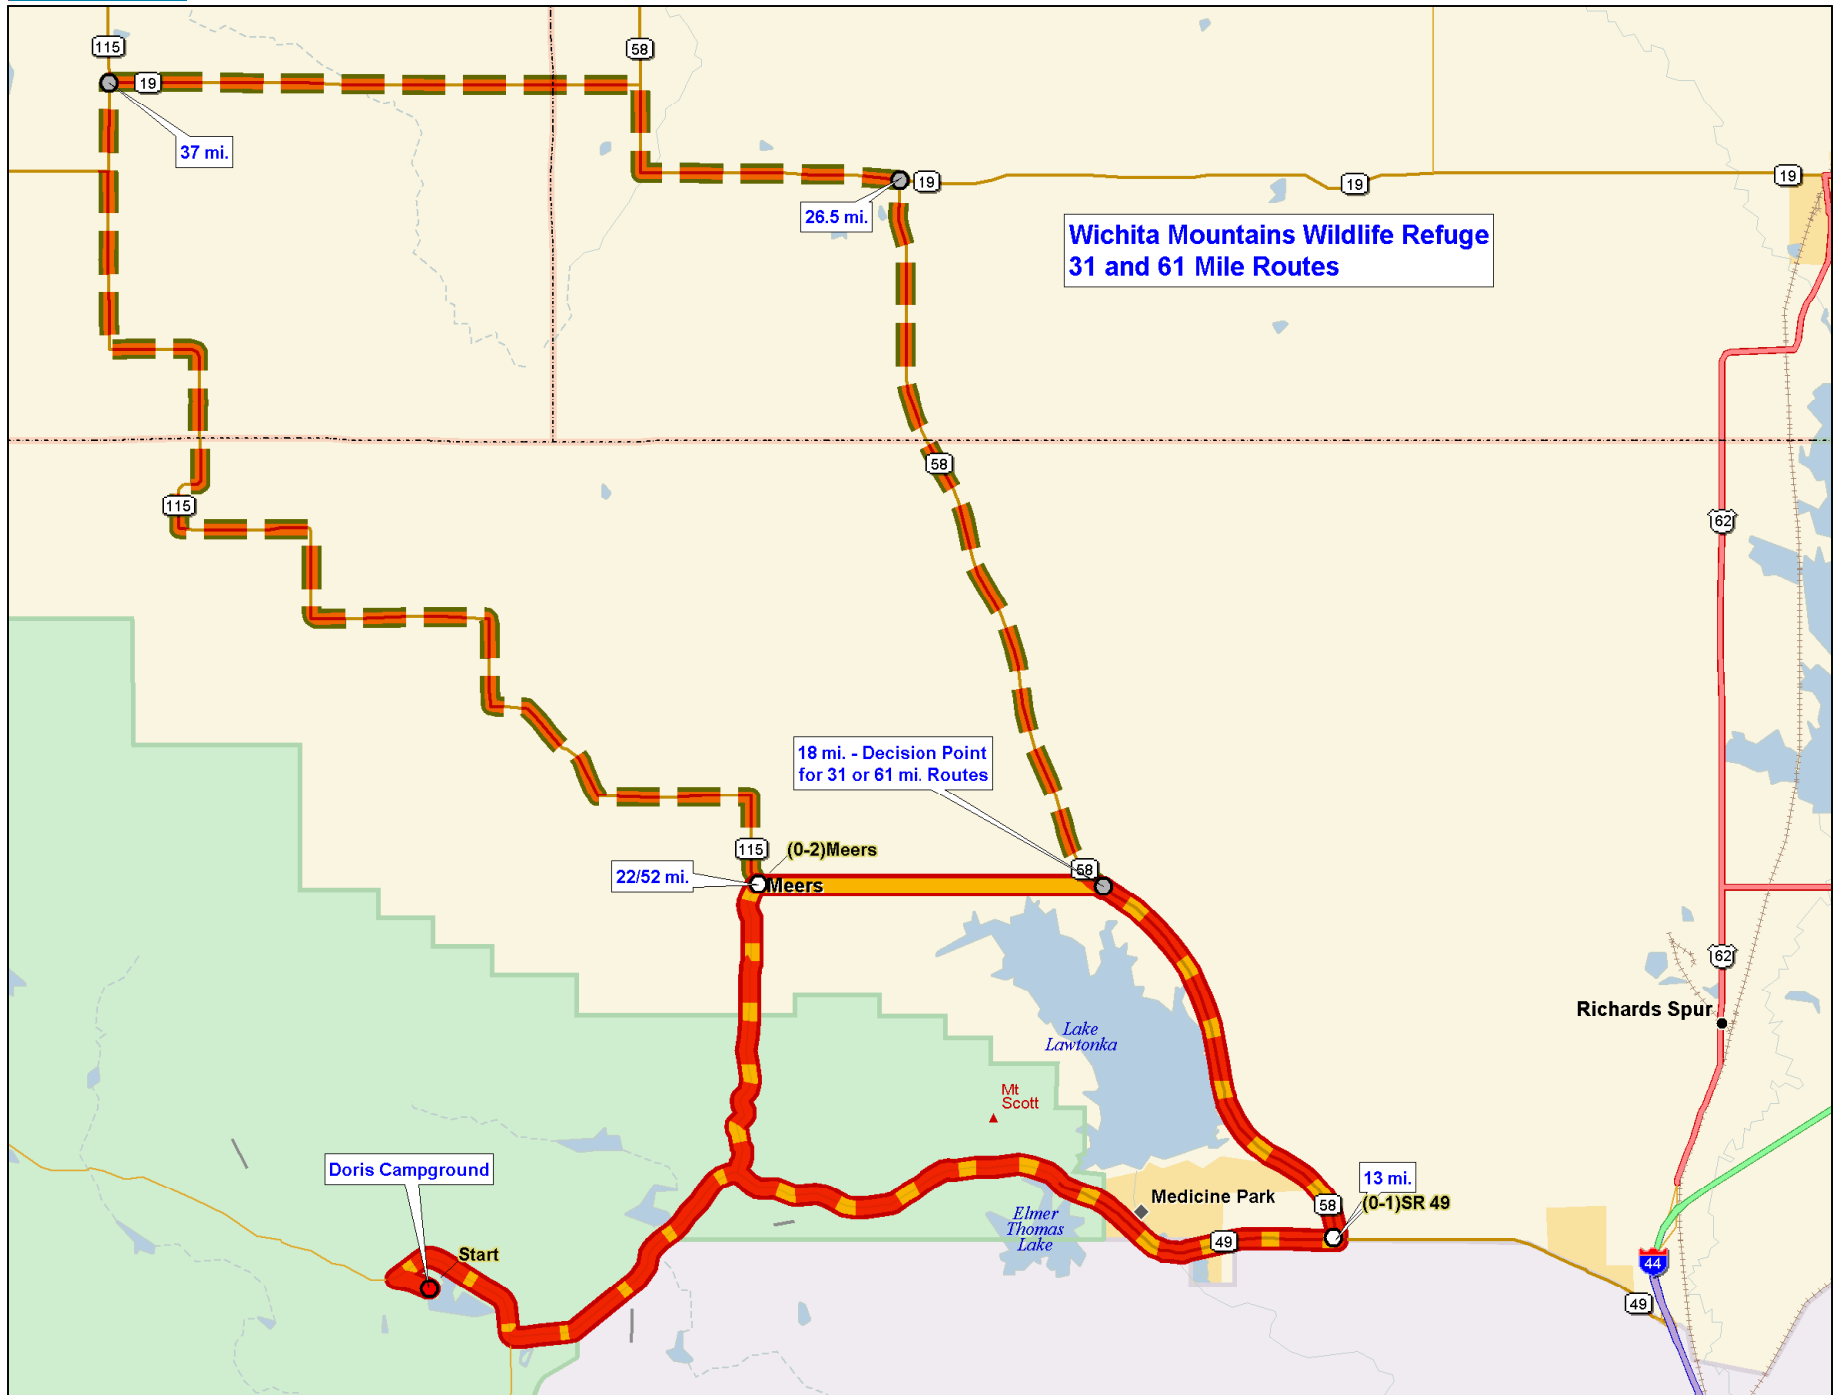 115
58
19
37 mi.
19
19
19
26.5 mi.
Wichita Mountains Wildlife Refuge
31 and 61 Mile Routes
58
115
62
18 mi. - Decision Point
for 31 or 61 mi. Routes
115
(0-2)Meers
58
22/52 mi.
Meers
62
Richards Spur
Lake
Lawtonka
Mt
Scott
Doris Campground
13 mi.
Medicine Park
58
(0-1)SR 49
Elmer
Thomas
Lake
49
Start
44
49